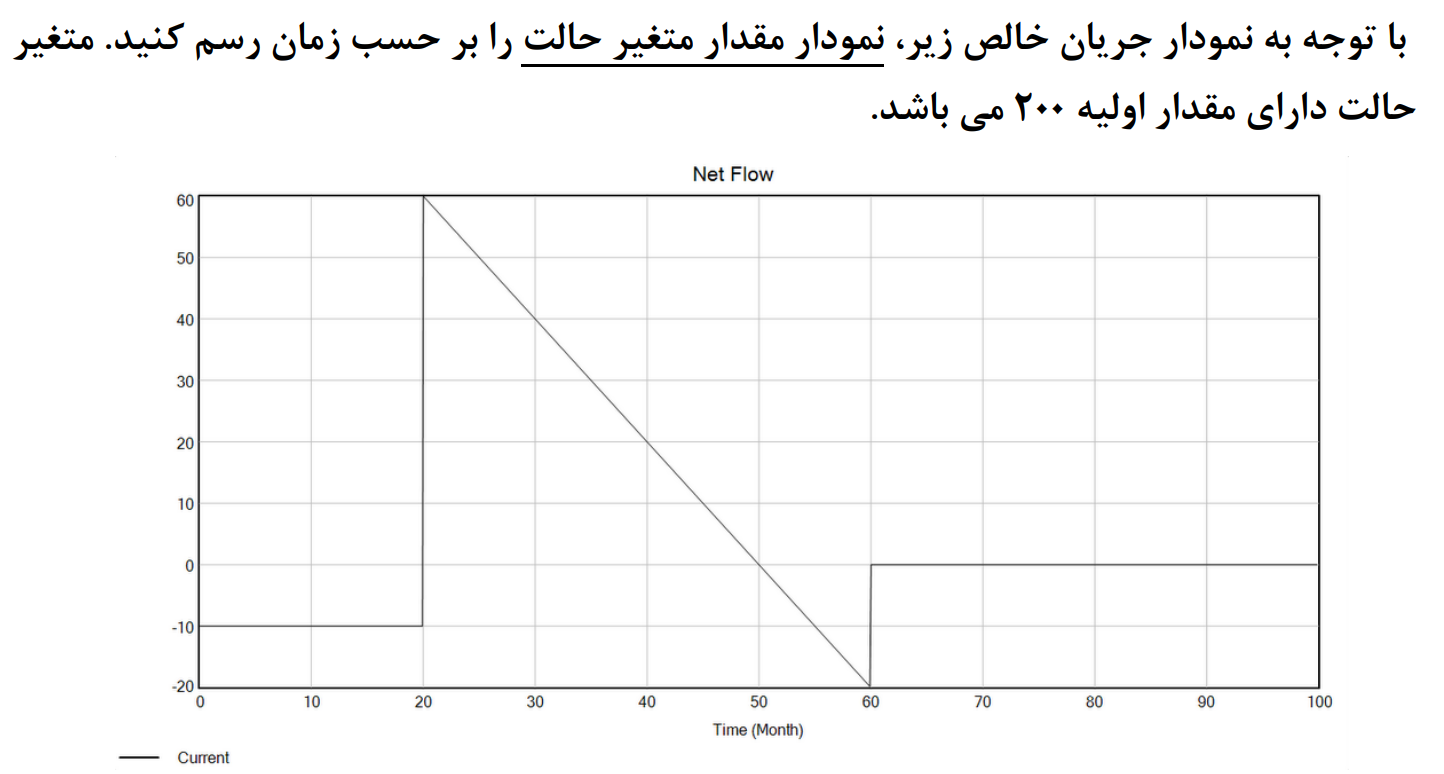 با توجه به نمودار جریان خالص زیر، نمودار مقدار متغیر حالت را بر حسب زمان رسم کنید. متغیر
حالت دارای مقدار اولیه ۲۰۰ می باشد.
Net Flow
60
50
40
30
20
10
0
-10
-20
0 10 20 30 40 50 60 70 80 90 100
Time (Month)
Current